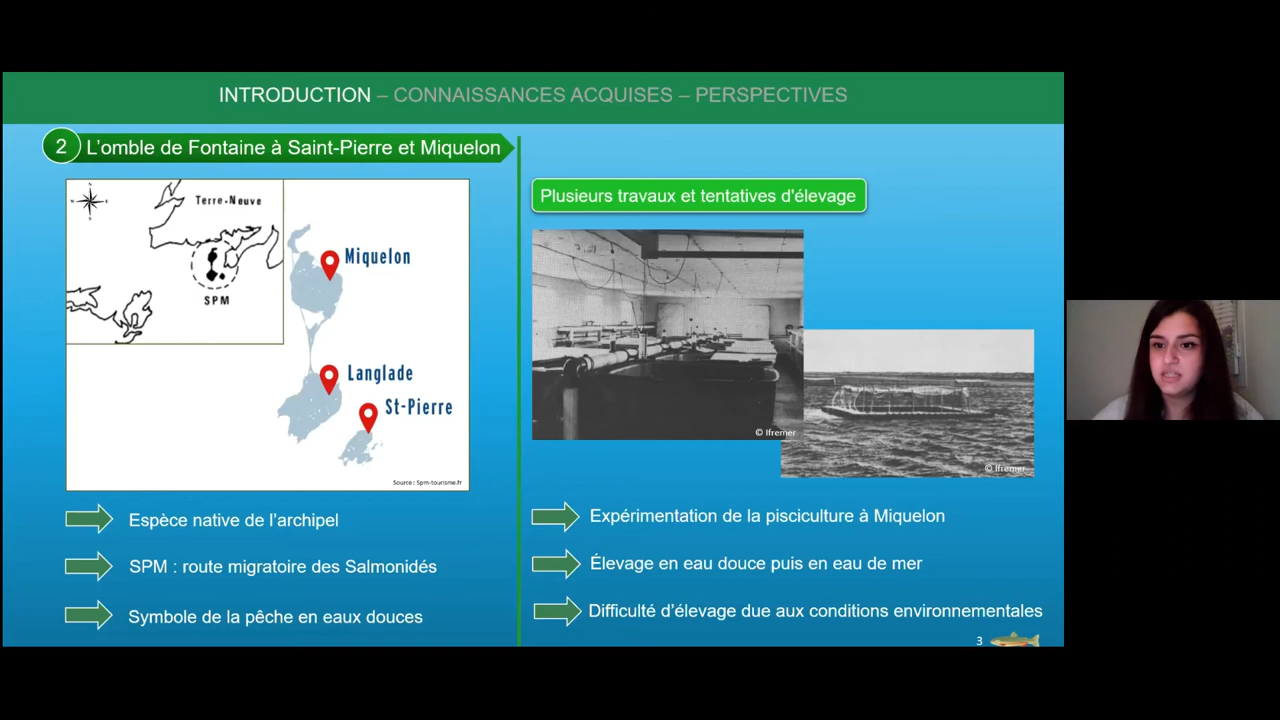 INTRODUCTION – CONNAISSANCES ACQUISES – PERSPECTIVES
2 L'omble de Fontaine à Saint-Pierre et Miquelon
Terre-Neuve
SPM
Miquelon
Langlade
St-Pierre
Source : Spm-tourisme.fr
Espèce native de l'archipel
SPM : route migratoire des Salmonidés
Symbole de la pêche en eaux douces
Plusieurs travaux et tentatives d'élevage
© Ifremer
© Ifremer
Expérimentation de la pisciculture à Miquelon
Élevage en eau douce puis en eau de mer
Difficulté d'élevage due aux conditions environnementales
3